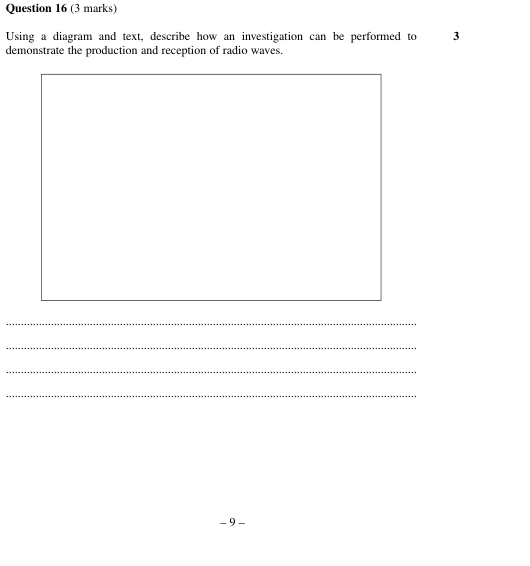 Question 16 (3 marks)
Using a diagram and text, describe how an investigation can be performed to 3
demonstrate the production and reception of radio waves.
– 9 –